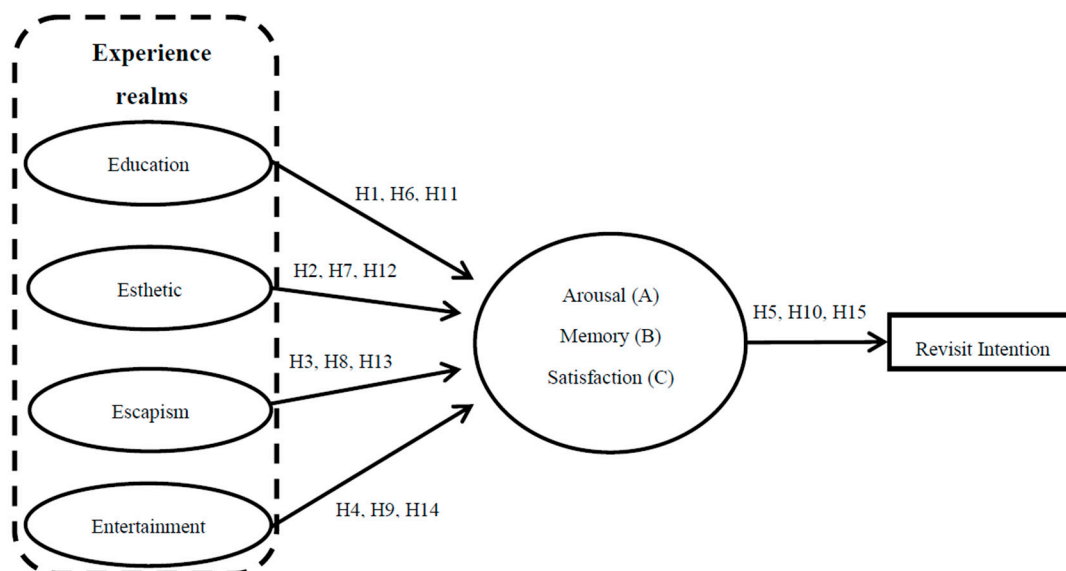 Experience
realms
Education
H1, H6, H11
Esthetic
H2, H7, H12
Arousal (A)
Memory (B)
Satisfaction (C)
H5, H10, H15
Revisit Intention
H3, H8, H13
Escapism
H4, H9, H14
Entertainment